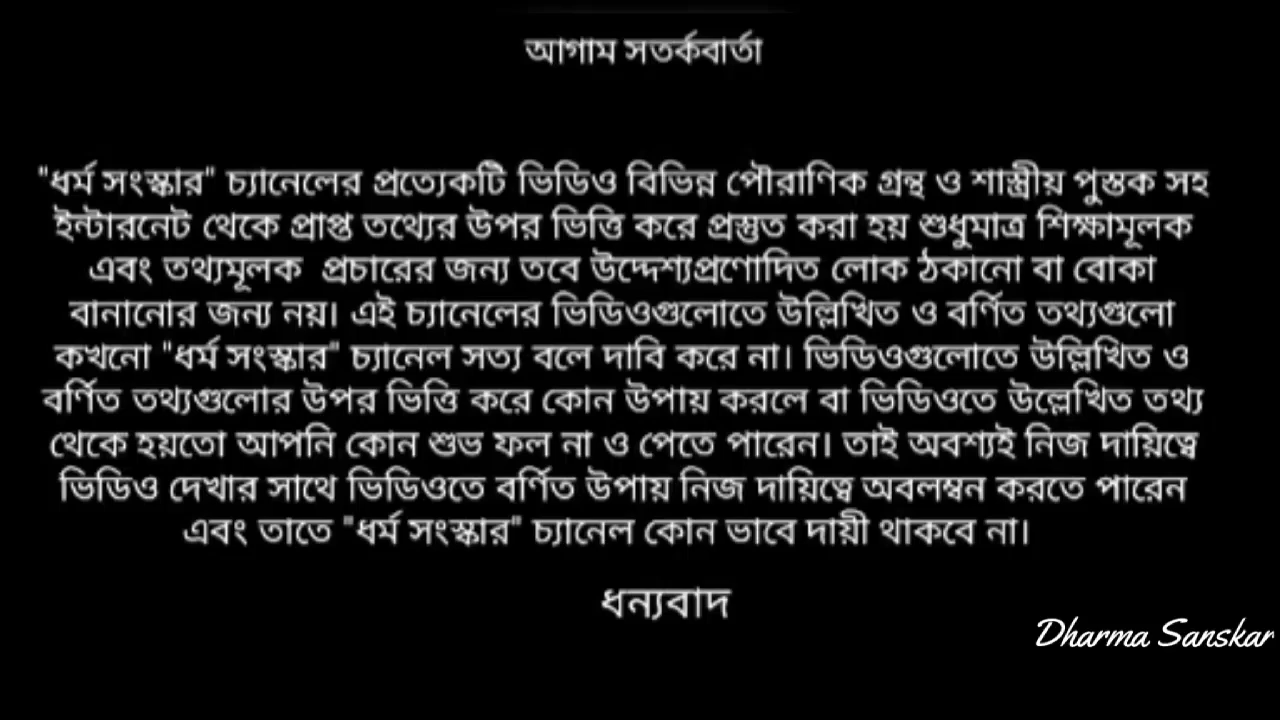 আগাম সতর্কবার্তা
"ধর্ম সংস্কার" চ্যানেলের প্রত্যেকটি ভিডিও বিভিন্ন পৌরাণিক গ্রন্থ ও শাস্ত্রীয় পুস্তক সহ
ইন্টারনেট থেকে প্রাপ্ত তথ্যের উপর ভিত্তি করে প্রস্তুত করা হয় শুধুমাত্র শিক্ষামূলক
এবং তথ্যমূলক প্রচারের জন্য তবে উদ্দেশ্যপ্রণোদিত লোক ঠকানো বা বোকা
বানানোর জন্য নয়। এই চ্যানেলের ভিডিওগুলোতে উল্লিখিত ও বর্ণিত তথ্যগুলো
কখনো "ধর্ম সংস্কার" চ্যানেল সত্য বলে দাবি করে না। ভিডিওগুলোতে উল্লিখিত ও
বর্ণিত তথ্যগুলোর উপর ভিত্তি করে কোন উপায় করলে বা ভিডিওতে উল্লেখিত তথ্য
থেকে হয়তো আপনি কোন শুভ ফল না ও পেতে পারেন। তাই অবশ্যই নিজ দায়িত্বে
ভিডিও দেখার সাথে ভিডিওতে বর্ণিত উপায় নিজ দায়িত্বে অবলম্বন করতে পারেন
এবং তাতে "ধর্ম সংস্কার" চ্যানেল কোন ভাবে দায়ী থাকবে না।
ধন্যবাদ
Dharma Sanskar